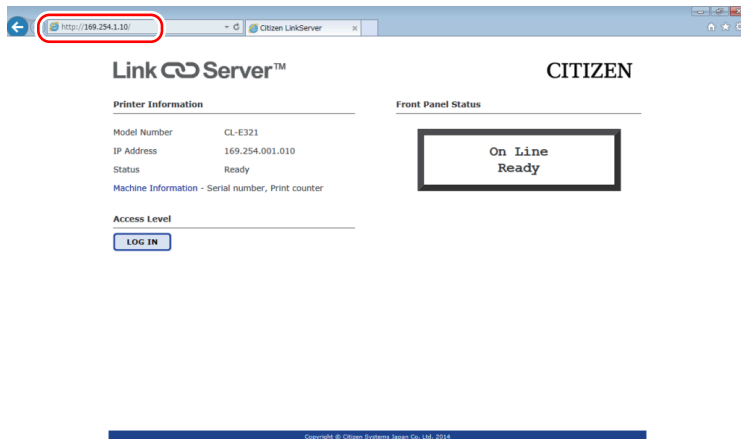 http://169.254.1.10/
Citizen LinkServer
Link Server™
CITIZEN
Printer Information
Model Number CL-E321
IP Address 169.254.001.010
Status Ready
Machine Information - Serial number, Print counter
Access Level
LOG IN
Front Panel Status
On Line
Ready
Copyright © Citizen Systems Japan Co., Ltd. 2014